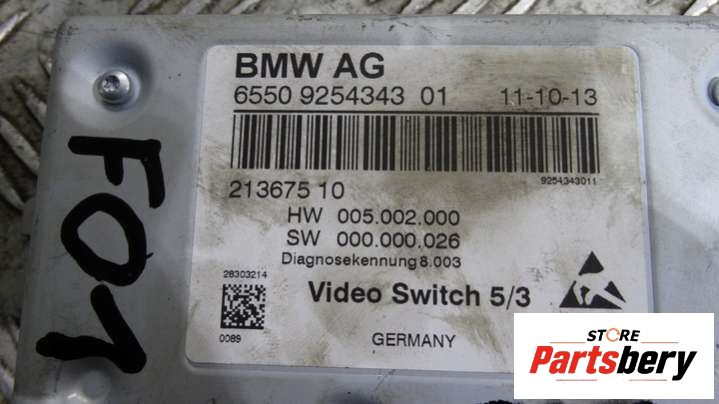 BMW AG
6550 9254343 01 11-10-13
9254343011
213675 10
HW 005.002.000
SW 000.000.026
Diagnosekennung 8.003
28303214
Video Switch 5/3
0089
GERMANY
F01
STORE
Partsbery